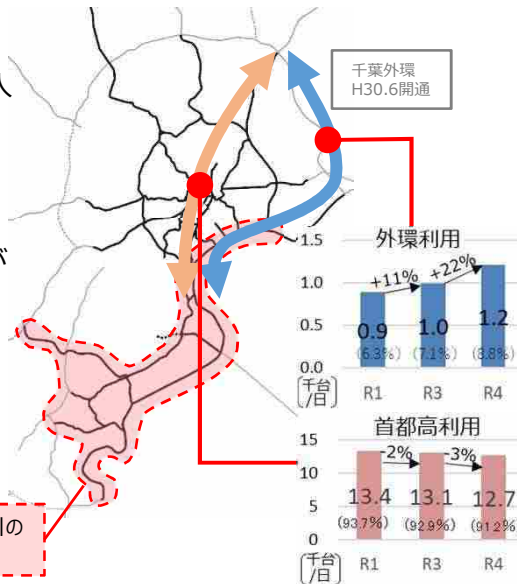 人
千葉外環
H30.6開通
が
外環利用
1.5
1.0
0.5
0.0
+11%
+22%
0.9
1.0
1.2
(6.3%)
(7.1%)
(8.8%)
〔千台/日〕
R1
R3
R4
首都高利用
15
10
5
0
-2%
-3%
13.4
13.1
12.7
(93.7%)
(92.9%)
(91.2%)
〔千台/日〕
R1
R3
R4
の